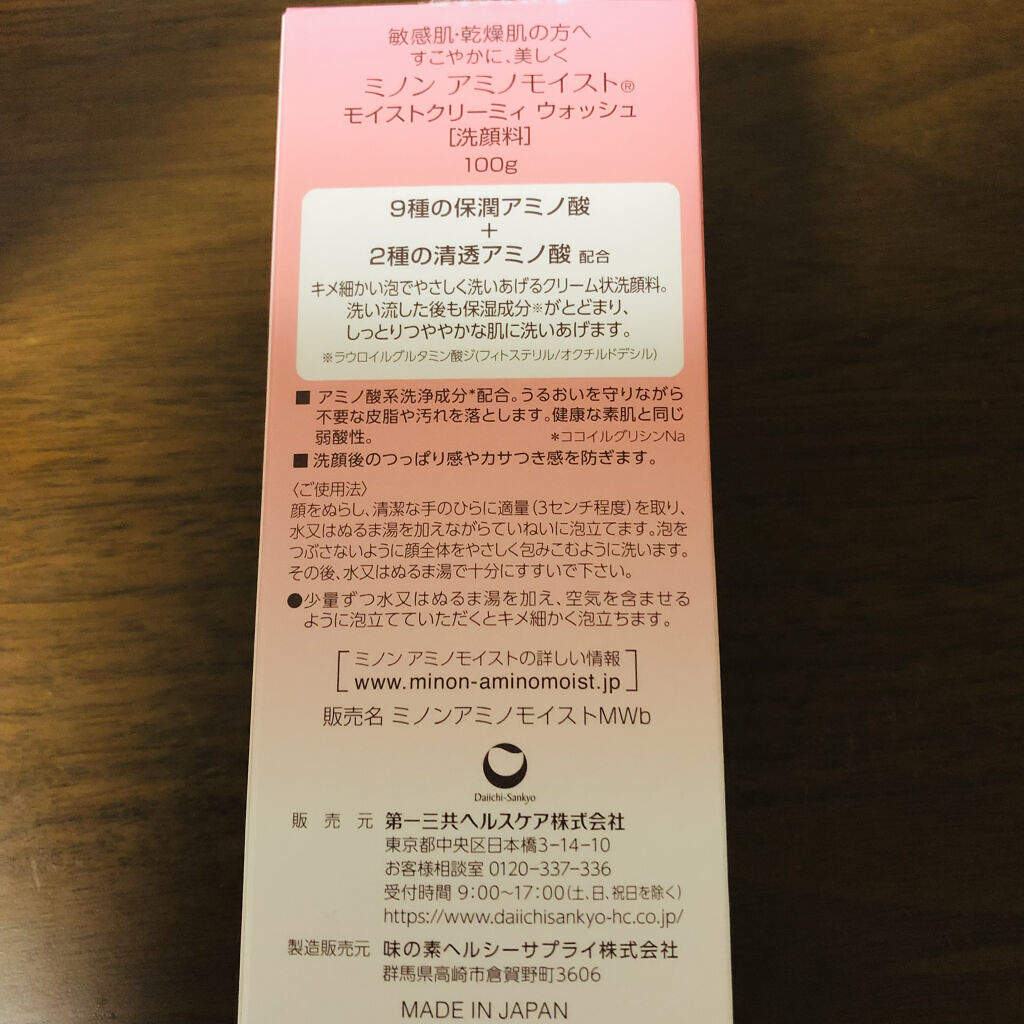 敏感肌・乾燥肌の方へ
すこやかに、美しく
ミノン アミノモイスト®
モイストクリーミィ ウォッシュ
[洗顔料]
100g
9種の保潤アミノ酸
+
2種の清透アミノ酸 配合
キメ細かい泡でやさしく洗いあげるクリーム状洗顔料。
洗い流した後も保湿成分※がとどまり、
しっとりつややかな肌に洗いあげます。
※ラウロイルグルタミン酸ジ(フィトステリル/オクチルドデシル)
■ アミノ酸系洗浄成分*配合。うるおいを守りながら
不要な皮脂や汚れを落とします。健康な素肌と同じ
弱酸性。 *ココイルグリシンNa
■ 洗顔後のつっぱり感やカサつき感を防ぎます。
〈ご使用法〉
顔をぬらし、清潔な手のひらに適量(3センチ程度)を取り、
水又はぬるま湯を加えながらていねいに泡立てます。泡を
つぶさないように顔全体をやさしく包みこむように洗います。
その後、水又はぬるま湯で十分にすすいで下さい。
●少量ずつ水又はぬるま湯を加え、空気を含ませる
ように泡立てていただくとキメ細かく泡立ちます。
ミノン アミノモイストの詳しい情報
www.minon-aminomoist.jp
販売名 ミノンアミノモイストMWb
Daiichi-Sankyo
販売元 第一三共ヘルスケア株式会社
東京都中央区日本橋3-14-10
お客様相談室 0120-337-336
受付時間 9:00~17:00(土、日、祝日を除く)
https://www.daiichisankyo-hc.co.jp/
製造販売元 味の素ヘルシーサプライ株式会社
群馬県高崎市倉賀野町3606
MADE IN JAPAN